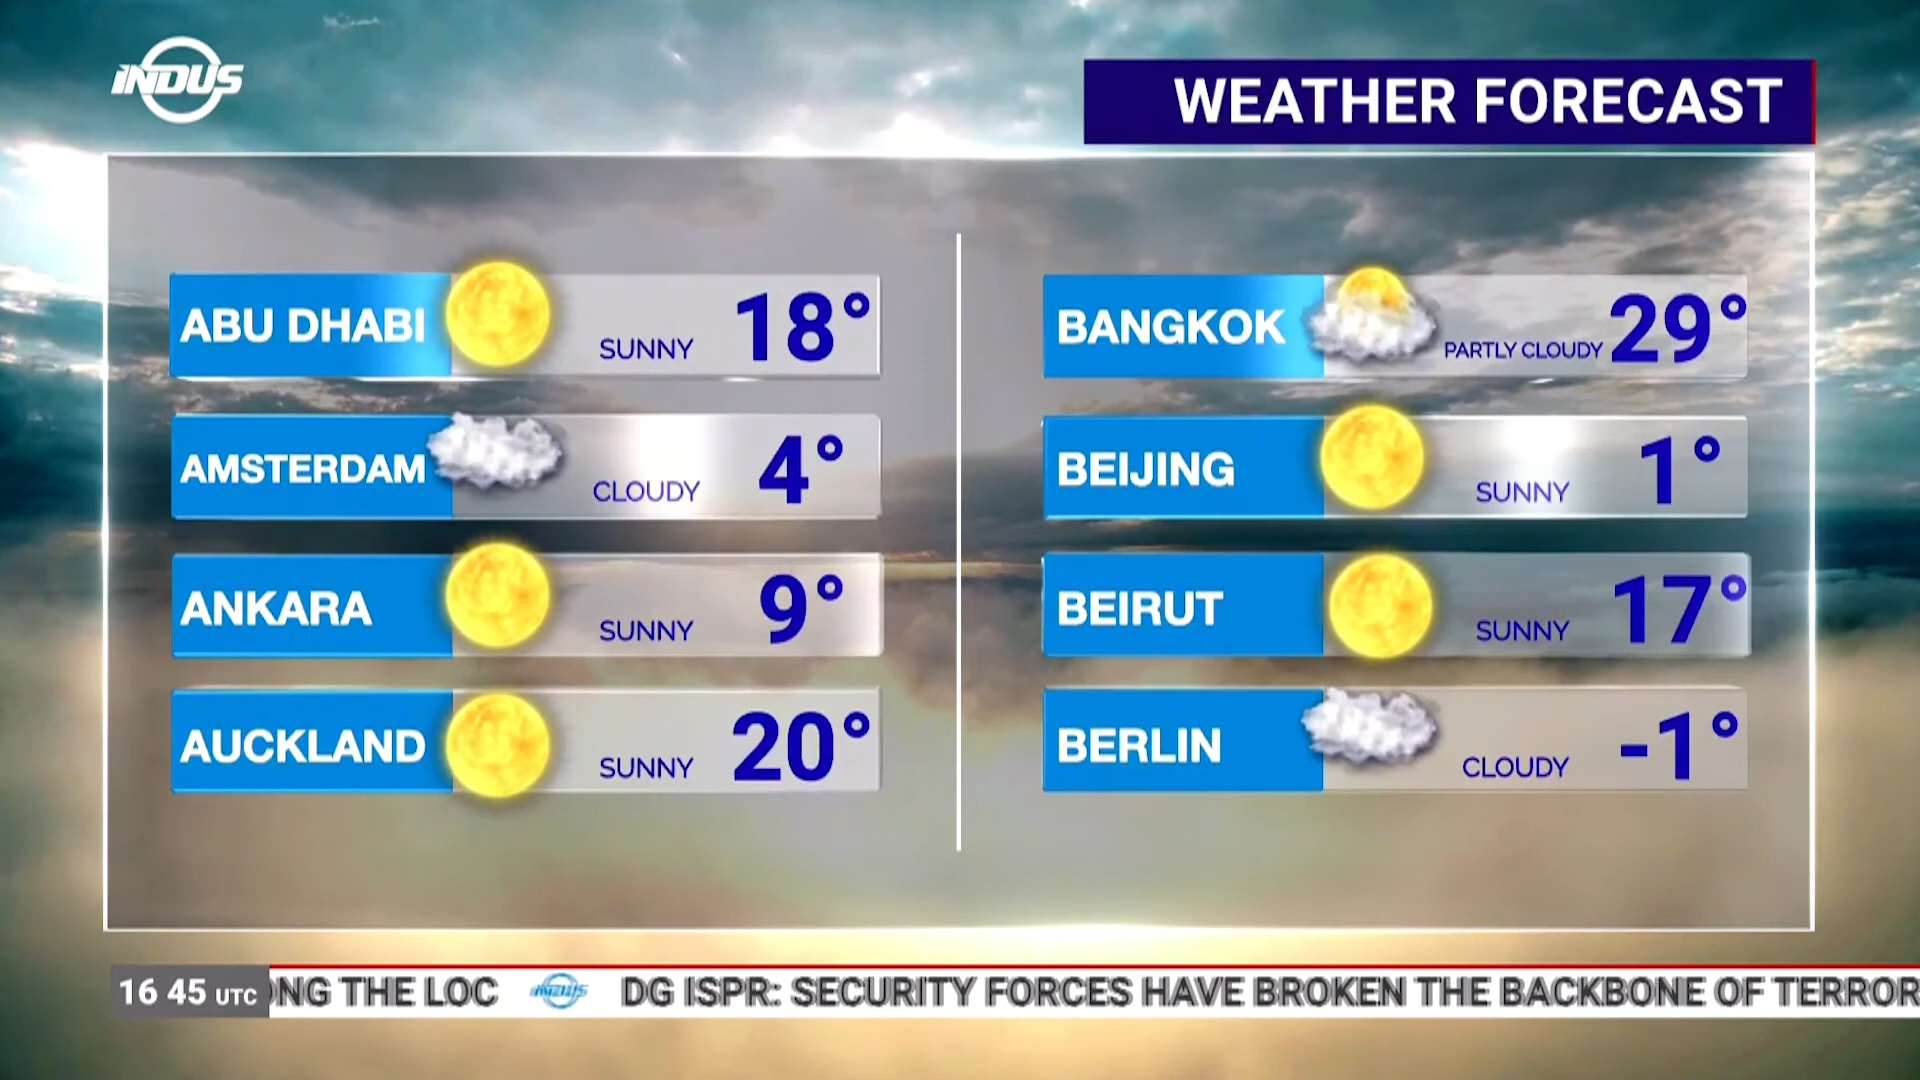 INDUS
WEATHER FORECAST
ABU DHABI SUNNY 18°
AMSTERDAM CLOUDY 4°
ANKARA SUNNY 9°
AUCKLAND SUNNY 20°
BANGKOK PARTLY CLOUDY 29°
BEIJING SUNNY 1°
BEIRUT SUNNY 17°
BERLIN CLOUDY -1°
16 45 UTC NG THE LOC INDUS DG ISPR: SECURITY FORCES HAVE BROKEN THE BACKBONE OF TERROR